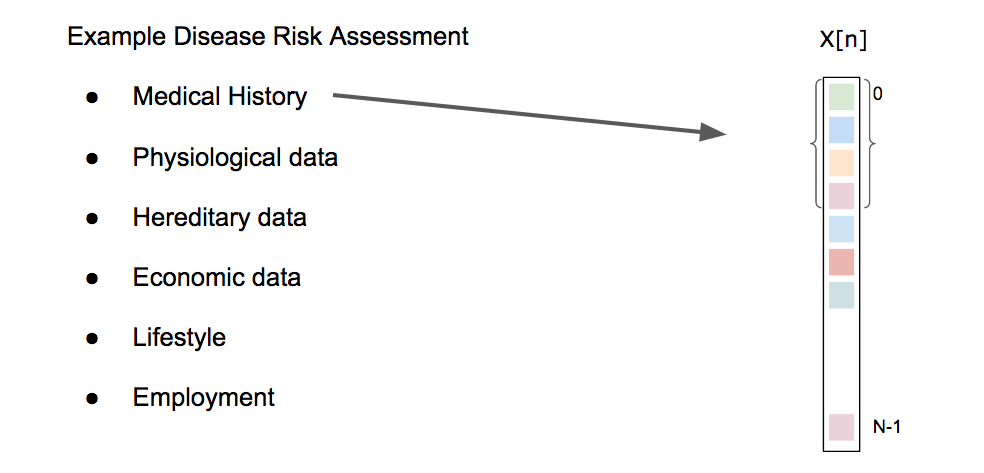 Example Disease Risk Assessment
X[n]
● Medical History
0
● Physiological data
● Hereditary data
● Economic data
● Lifestyle
● Employment
N-1